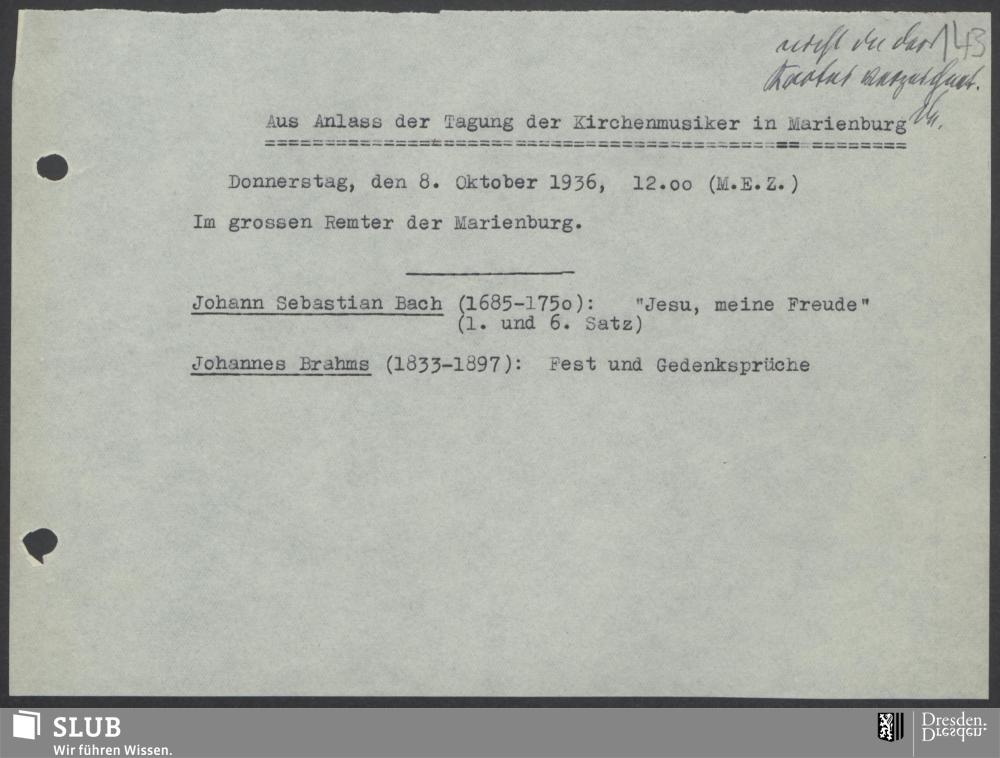 143
Aus Anlass der Tagung der Kirchenmusiker in Marienburg
Donnerstag, den 8. Oktober 1936, 12.oo (M.E.Z.)
Im grossen Remter der Marienburg.
Johann Sebastian Bach (1685-175o): "Jesu, meine Freude"
(1. und 6. Satz)
Johannes Brahms (1833-1897): Fest und Gedenksprüche
SLUB
Wir führen Wissen.
Dresden.
Dresden.